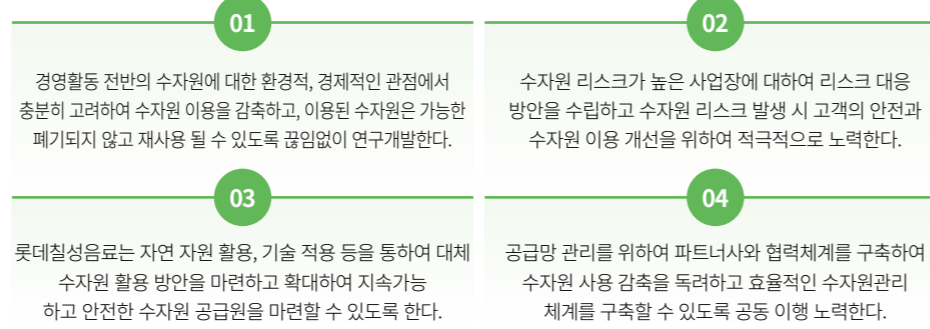 01
경영활동 전반의 수자원에 대한 환경적, 경제적인 관점에서
충분히 고려하여 수자원 이용을 감축하고, 이용된 수자원은 가능한
폐기되지 않고 재사용 될 수 있도록 끊임없이 연구개발한다.
02
수자원 리스크가 높은 사업장에 대하여 리스크 대응
방안을 수립하고 수자원 리스크 발생 시 고객의 안전과
수자원 이용 개선을 위하여 적극적으로 노력한다.
03
롯데칠성음료는 자연 자원 활용, 기술 적용 등을 통하여 대체
수자원 활용 방안을 마련하고 확대하여 지속가능
하고 안전한 수자원 공급원을 마련할 수 있도록 한다.
04
공급망 관리를 위하여 파트너사와 협력체계를 구축하여
수자원 사용 감축을 독려하고 효율적인 수자원관리
체계를 구축할 수 있도록 공동 이행 노력한다.